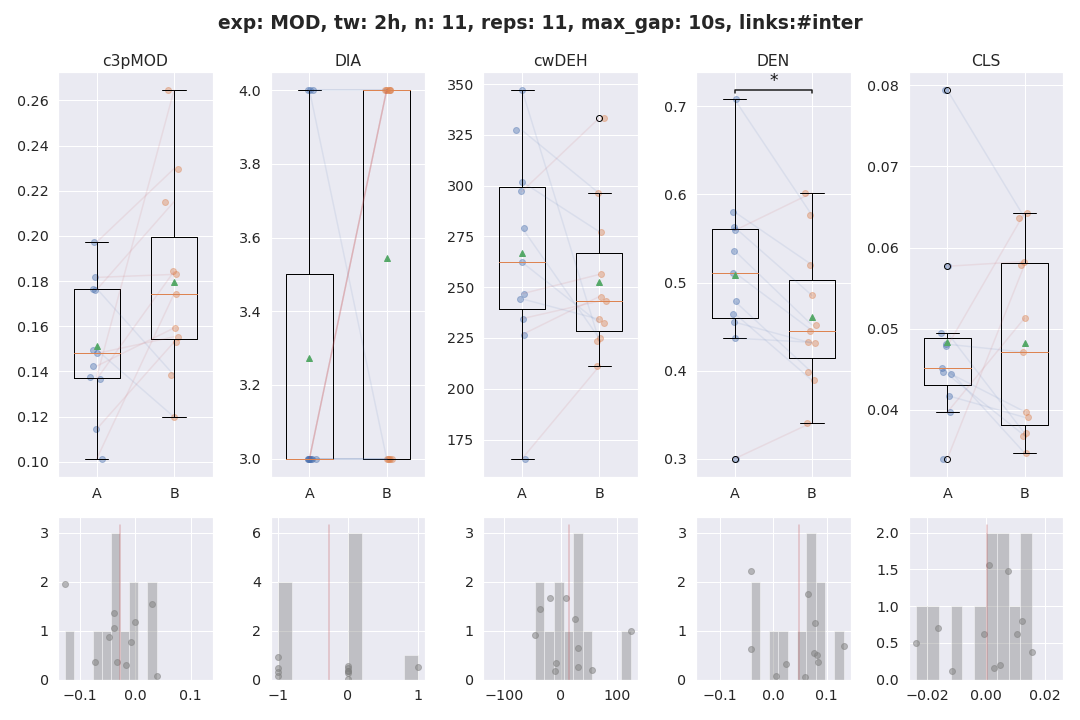 exp: MOD, tw: 2h, n: 11, reps: 11, max_gap: 10s, links:#inter
c3pMOD DIA cwDEH DEN CLS
0.26 0.24 0.22 0.20 0.18 0.16 0.14 0.12 0.10
A B
4.0 3.8 3.6 3.4 3.2 3.0
A B
350 325 300 275 250 225 200 175
A B
*
0.7 0.6 0.5 0.4 0.3
A B
0.08 0.07 0.06 0.05 0.04
A B
3 2 1 0
−0.1 0.0 0.1
6 4 2 0
−1 0 1
3 2 1 0
−100 0 100
3 2 1 0
−0.1 0.0 0.1
2.0 1.5 1.0 0.5 0.0
−0.02 0.00 0.02